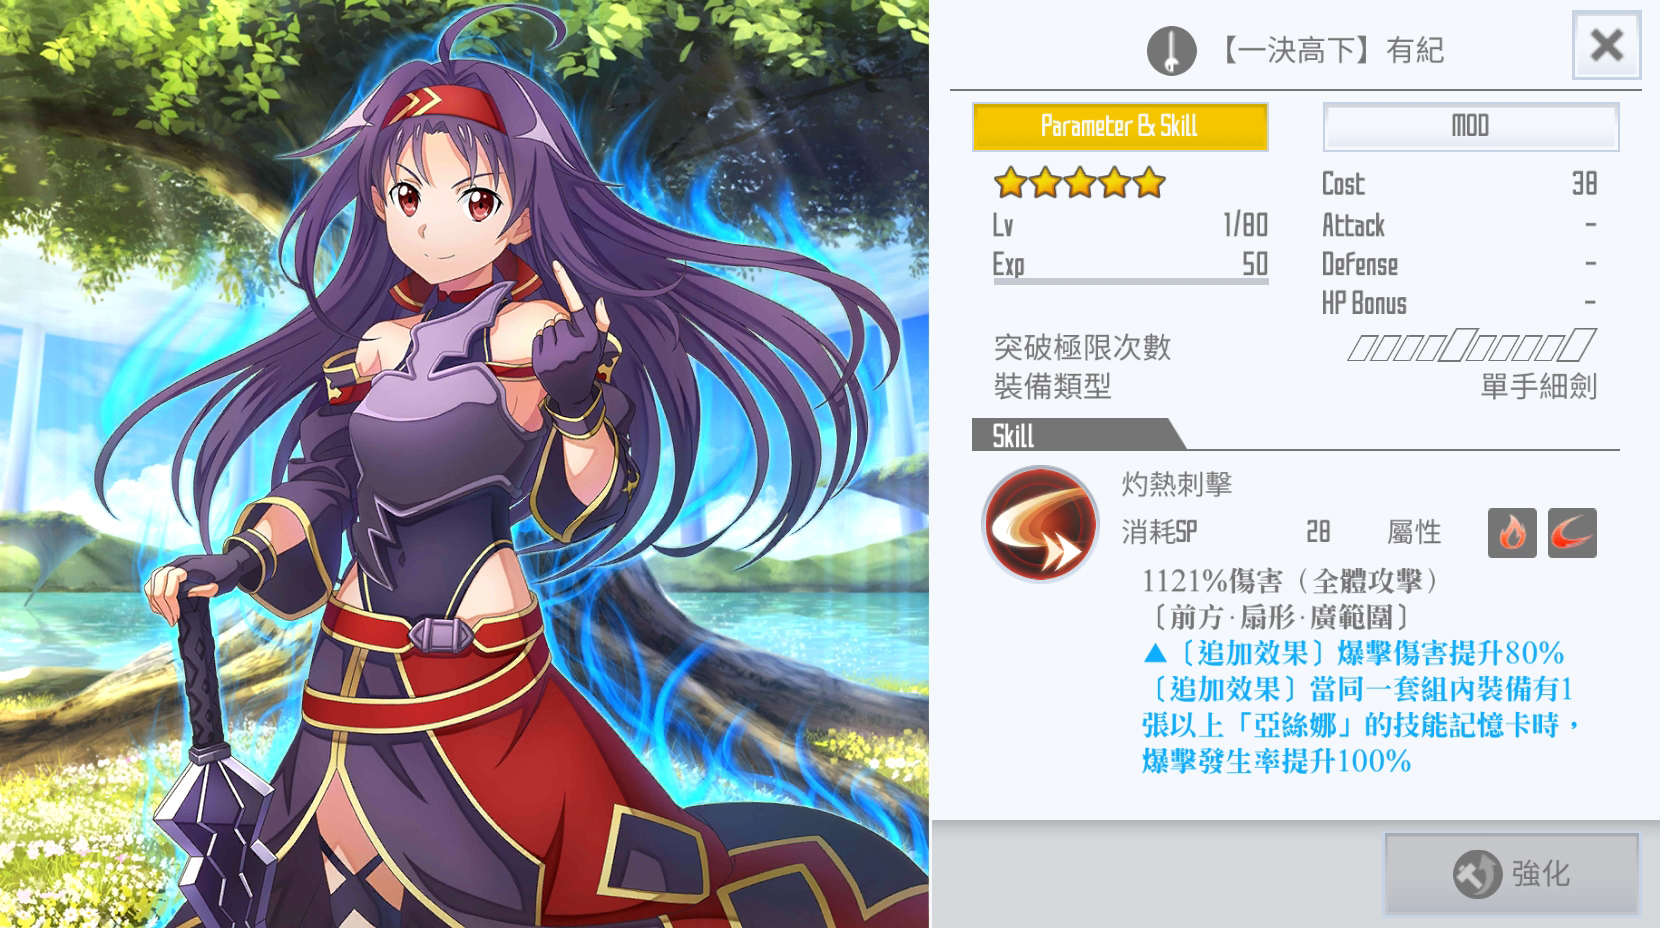 【一決高下】有紀
Parameter & Skill
MOD
Lv 1/80
Exp 50
Cost 38
Attack -
Defense -
HP Bonus -
突破極限次數
裝備類型 單手細劍
Skill
灼熱刺擊
消耗SP 28 屬性
1121%傷害（全體攻擊）
〔前方·扇形·廣範圍〕
▲〔追加效果〕爆擊傷害提升80%
〔追加效果〕當同一套組內裝備有1
張以上「亞絲娜」的技能記憶卡時，
爆擊發生率提升100%
強化